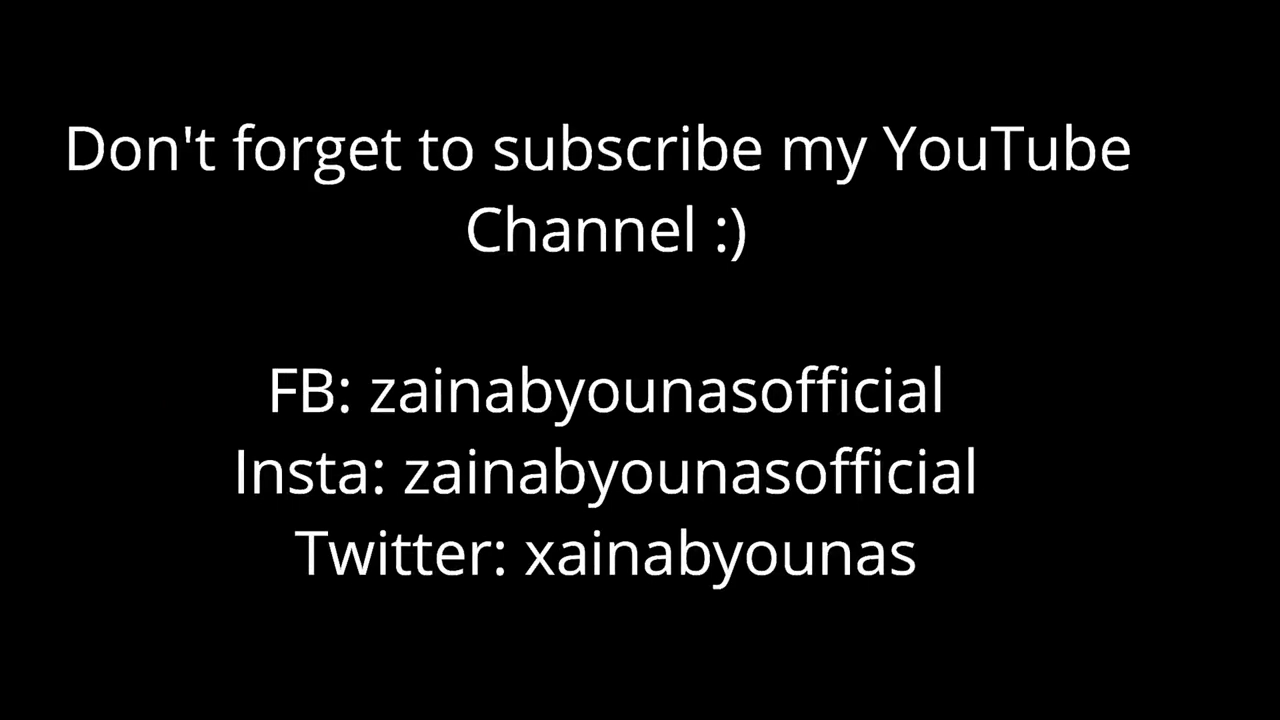 Don't forget to subscribe my YouTube
Channel :)
FB: zainabyounasofficial
Insta: zainabyounasofficial
Twitter: xainabyounas